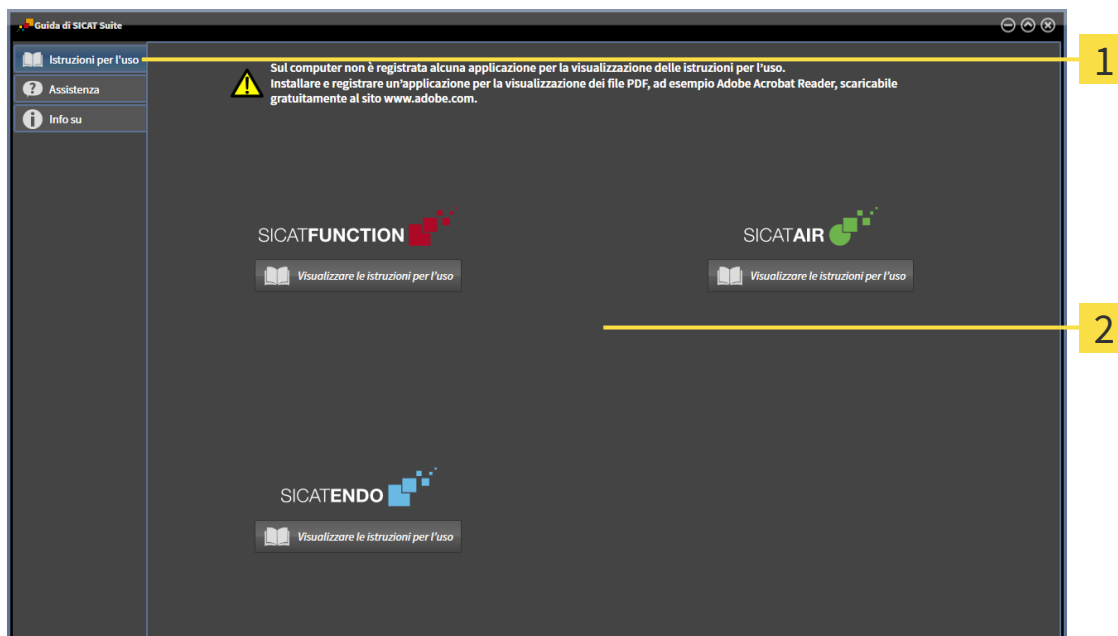 Guida di SICAT Suite
Istruzioni per l'uso
Assistenza
Info su
Sul computer non è registrata alcuna applicazione per la visualizzazione delle istruzioni per l'uso.
Installare e registrare un'applicazione per la visualizzazione dei file PDF, ad esempio Adobe Acrobat Reader, scaricabile
gratuitamente al sito www.adobe.com.
1
SICATFUNCTION
SICATAIR
Visualizzare le istruzioni per l'uso
Visualizzare le istruzioni per l'uso
2
SICATENDO
Visualizzare le istruzioni per l'uso